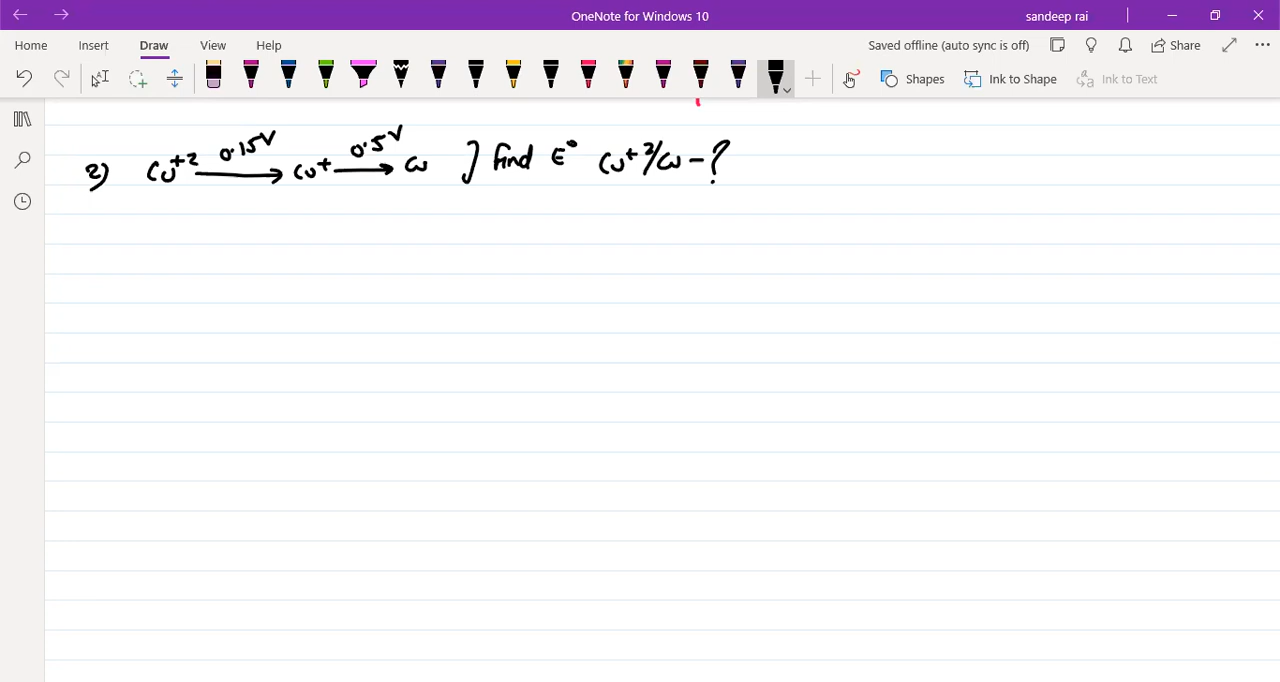 OneNote for Windows 10
sandeep rai
Home Insert Draw View Help
Saved offline (auto sync is off)
Share
Shapes
Ink to Shape
Ink to Text
0.15V 0.5V
2) Cu+2 → Cu+ → Cu ] find E° Cu+2/Cu - ?